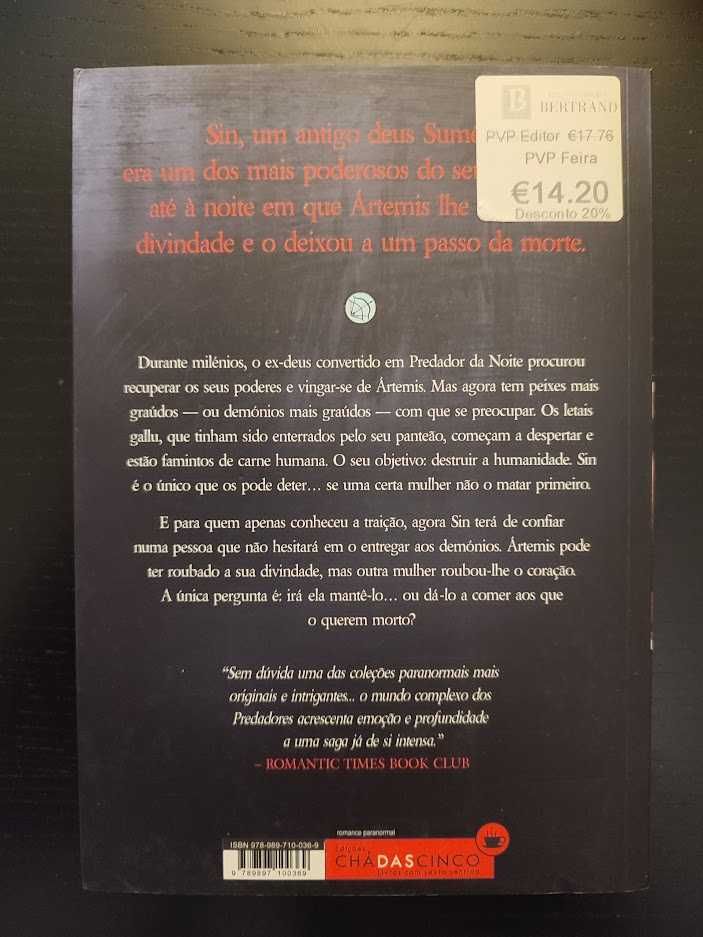 Sin, um antigo deus Sume
era um dos mais poderosos do seu
até à noite em que Ártemis lhe
divindade e o deixou a um passo da morte.
B
BERTRAND
PVP Editor €17.76
PVP Feira
€14.20
Desconto 20%
Durante milénios, o ex-deus convertido em Predador da Noite procurou
recuperar os seus poderes e vingar-se de Ártemis. Mas agora tem peixes mais
graúdos — ou demónios mais graúdos — com que se preocupar. Os letais
gallu, que tinham sido enterrados pelo seu panteão, começam a despertar e
estão famintos de carne humana. O seu objetivo: destruir a humanidade. Sin
é o único que os pode deter... se uma certa mulher não o matar primeiro.
E para quem apenas conheceu a traição, agora Sin terá de confiar
numa pessoa que não hesitará em o entregar aos demónios. Ártemis pode
ter roubado a sua divindade, mas outra mulher roubou-lhe o coração.
A única pergunta é: irá ela mantê-lo... ou dá-lo a comer aos que
o querem morto?
"Sem dúvida uma das coleções paranormais mais
originais e intrigantes... o mundo complexo dos
Predadores acrescenta emoção e profundidade
a uma saga já de si intensa."
– ROMANTIC TIMES BOOK CLUB
romance paranormal
ISBN 978-989-710-036-9
9 789897 100369
Edições
CHÁDASCINCO
Livros com sexto sentido